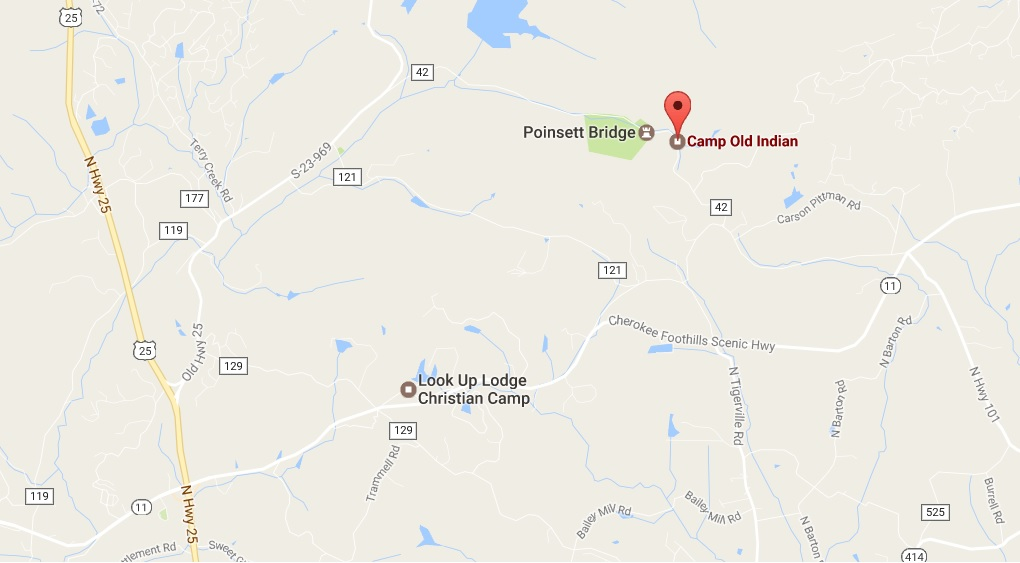 25
72
42
Poinsett Bridge
Camp Old Indian
Terry Creek Rd
S-23-969
N Hwy 25
121
177
42
Carson Pittman Rd
119
121
11
Cherokee Foothills Scenic Hwy
N Barton R
25
Old Hwy 25
129
Look Up Lodge
Christian Camp
N Tigerville Rd
N Barton Rd
N Hwy 101
129
Trammell Rd
119
11
N Hwy 25
Bailey Mill Rd
Bailey Mill Rd
N Barton Rd
525
Burrell Rd
414
ttlement Rd
Sweet G